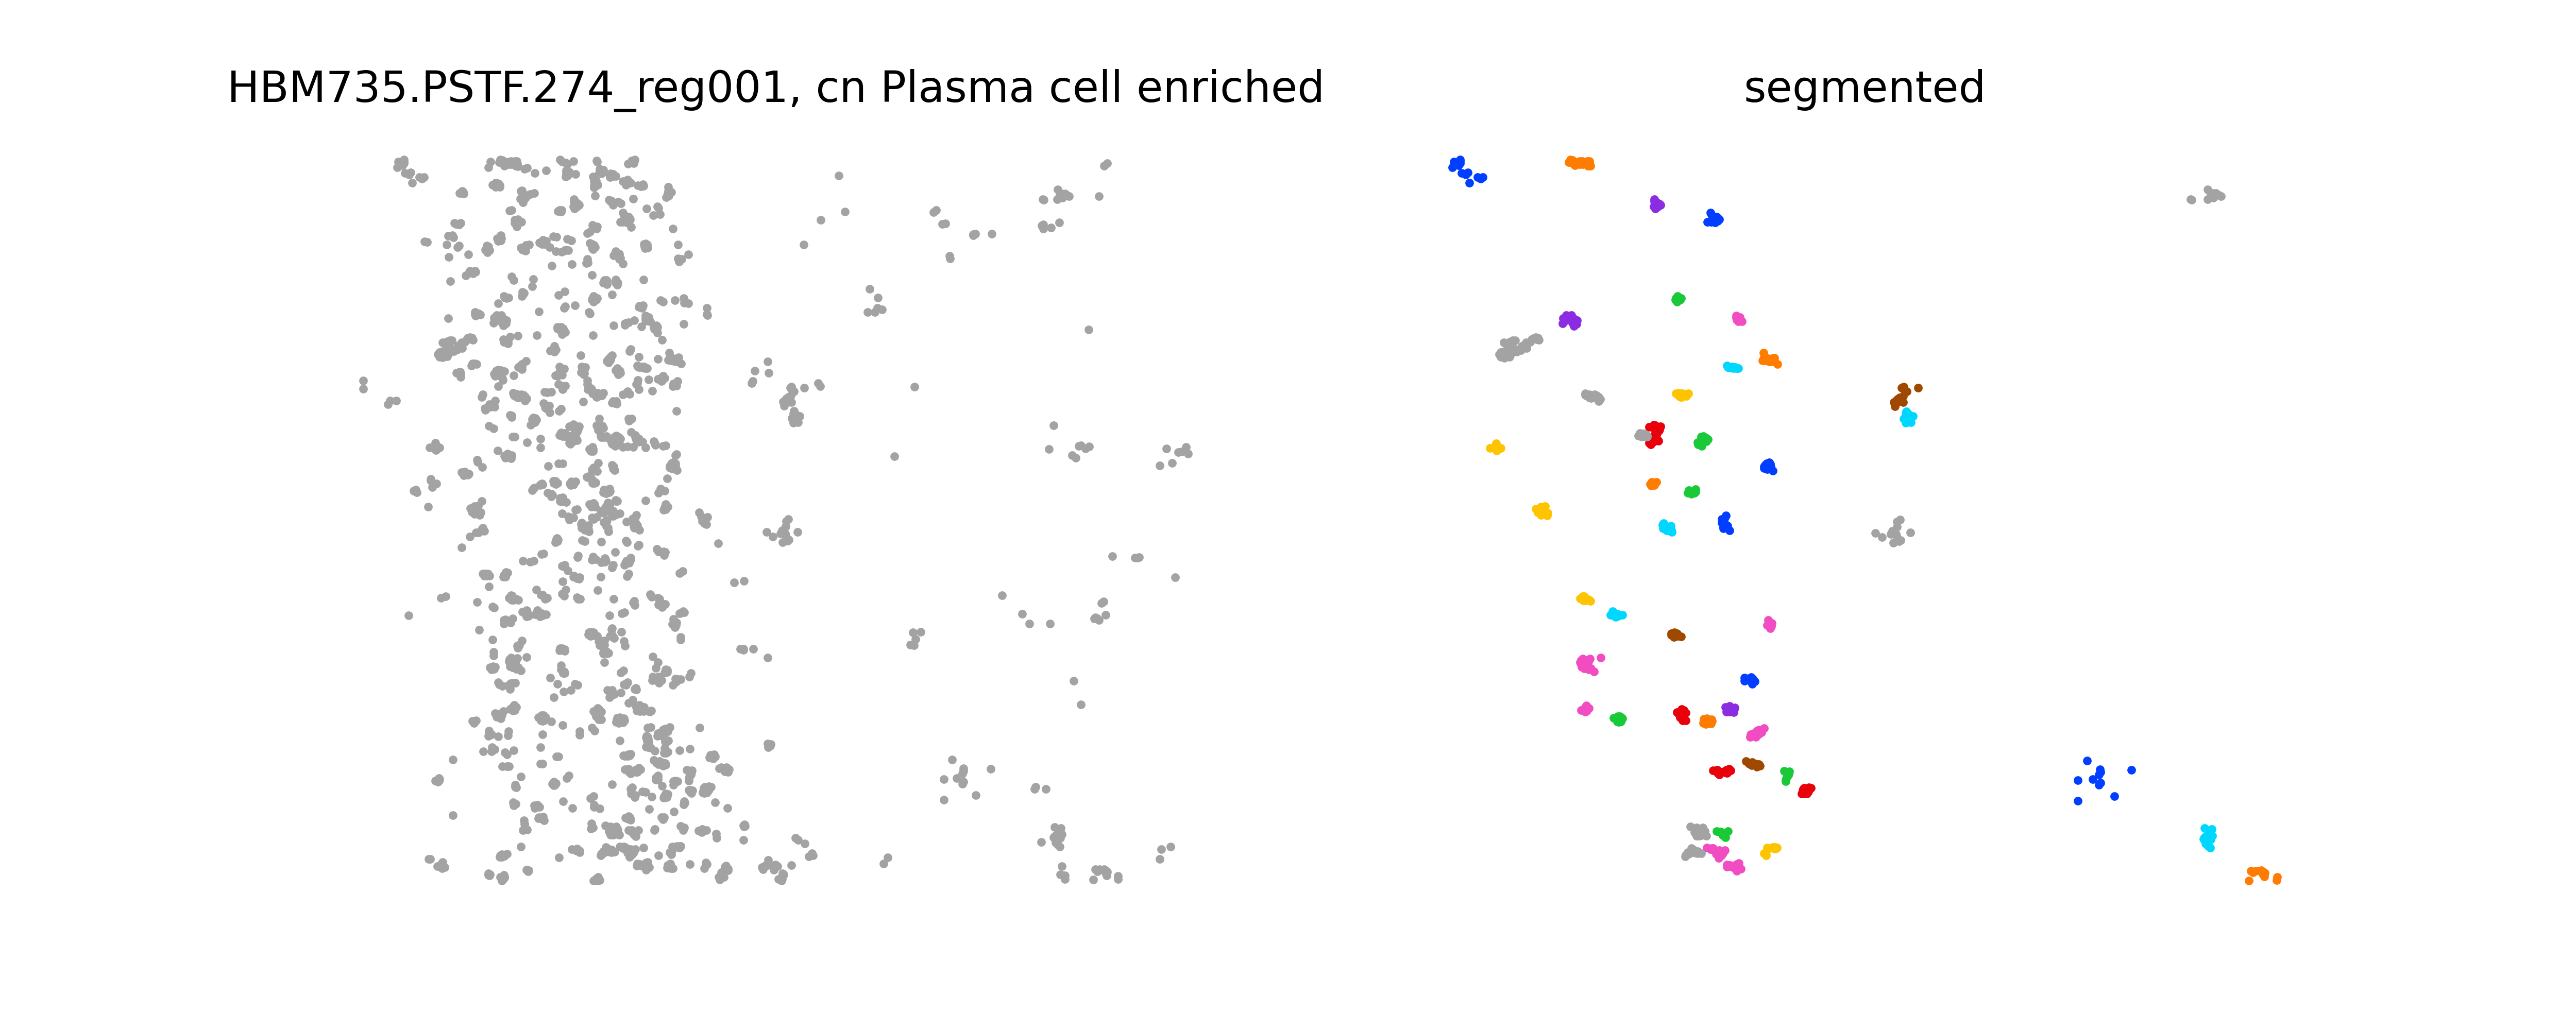 HBM735.PSTF.274_reg001, cn Plasma cell enriched
segmented